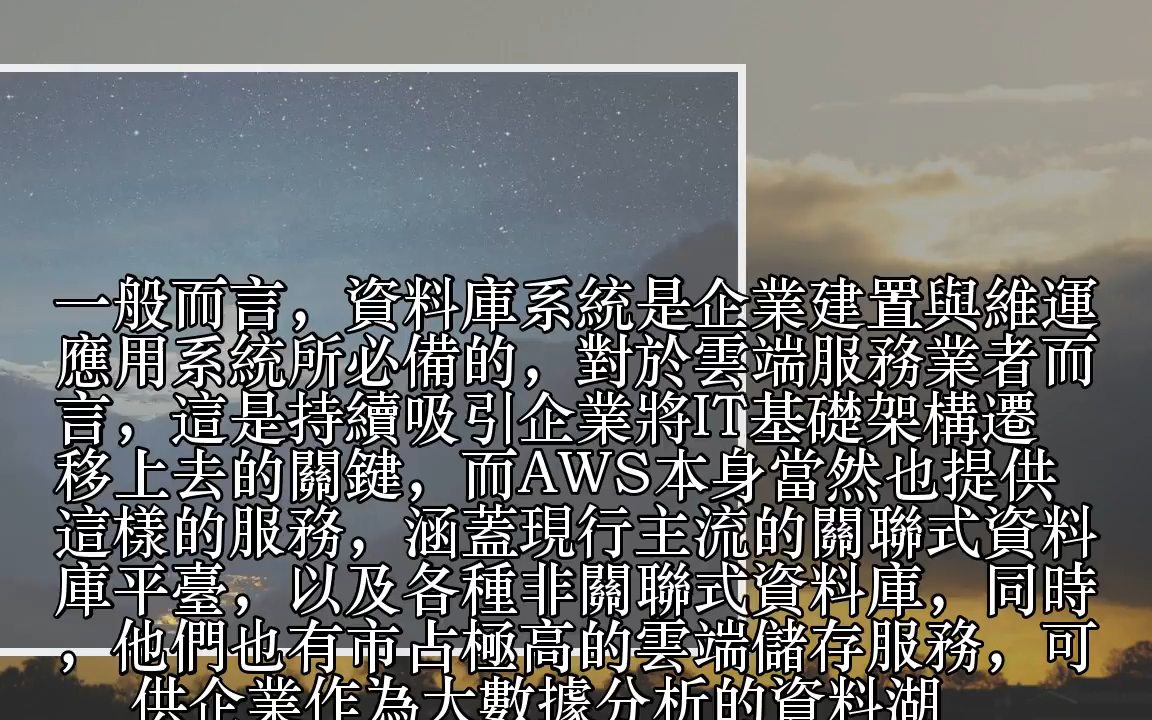 一般而言，資料庫系統是企業建置與維運
應用系統所必備的，對於雲端服務業者而
言，這是持續吸引企業將IT基礎架構遷
移上去的關鍵，而AWS本身當然也提供
這樣的服務，涵蓋現行主流的關聯式資料
庫平臺，以及各種非關聯式資料庫，同時
，他們也有市占極高的雲端儲存服務，可
供企業作為大數據分析的資料湖